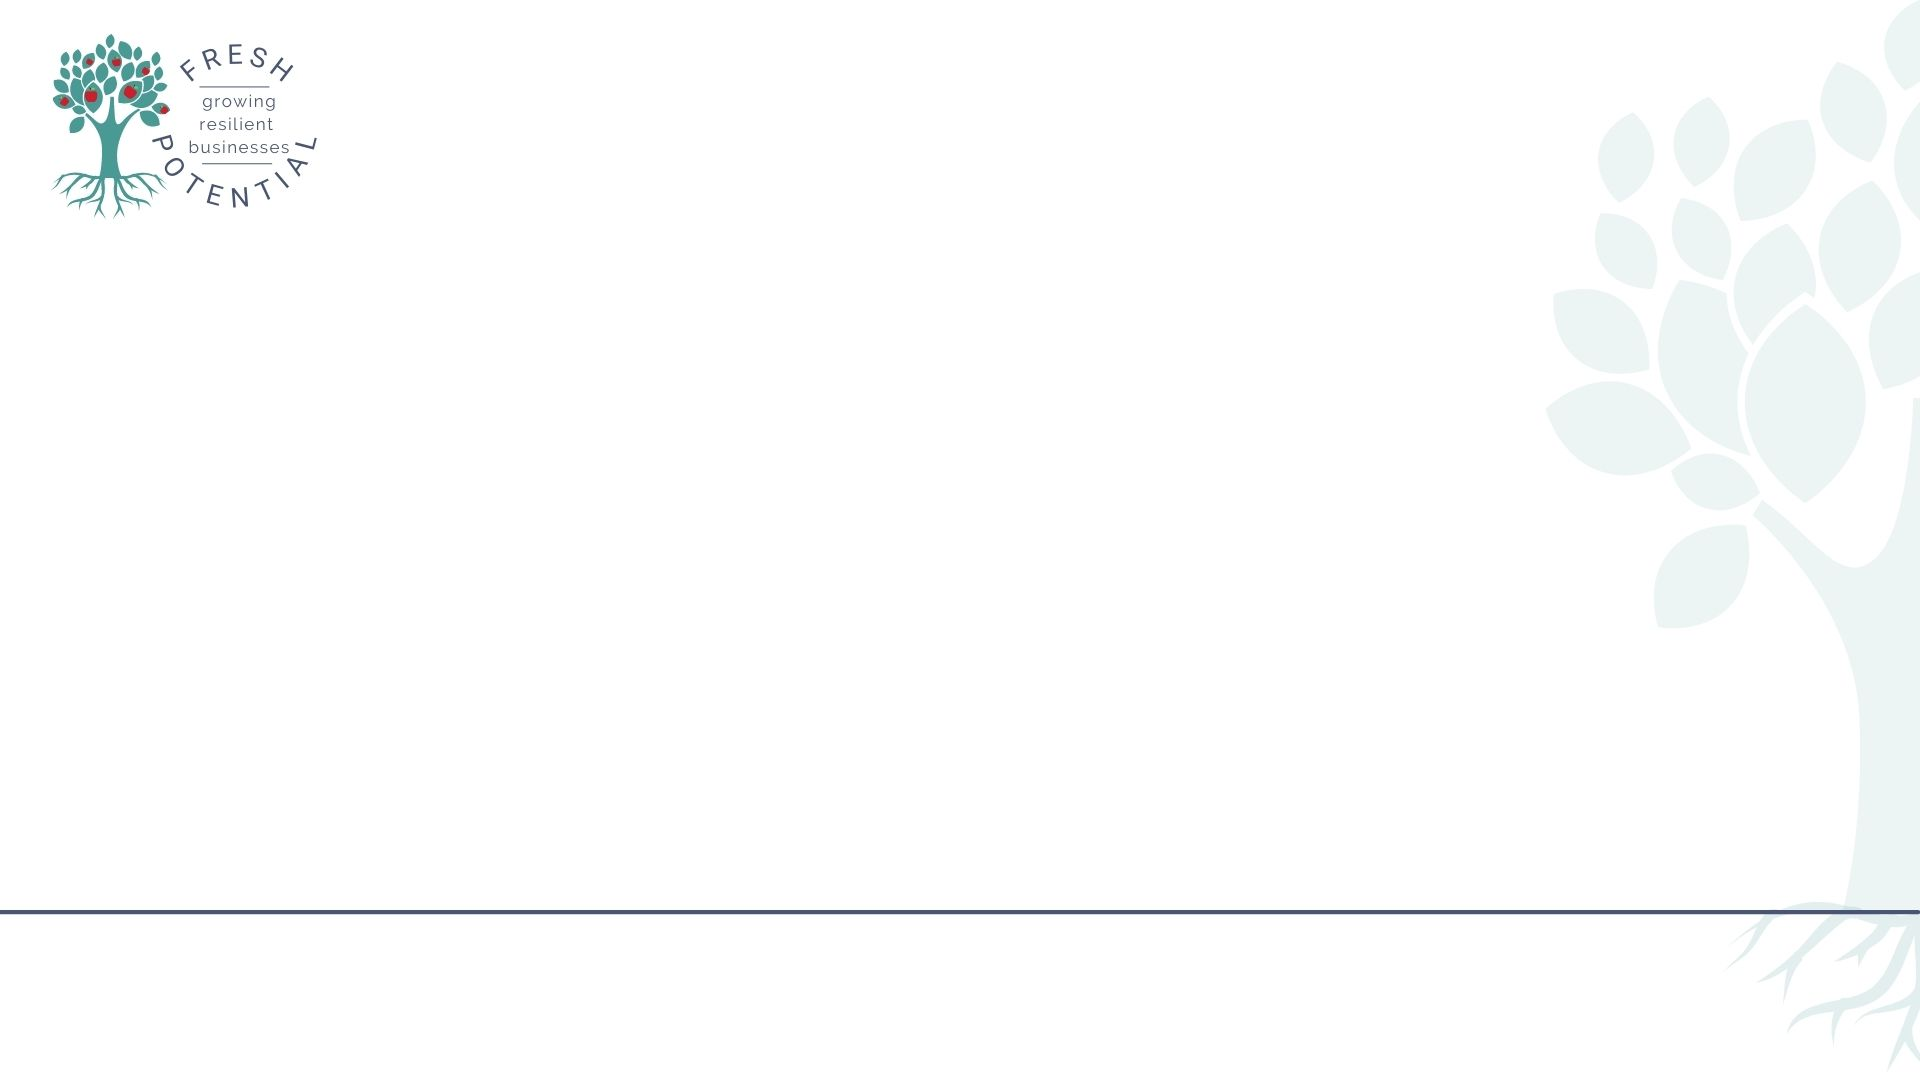 FRESH
growing
resilient
businesses
POTENTIAL